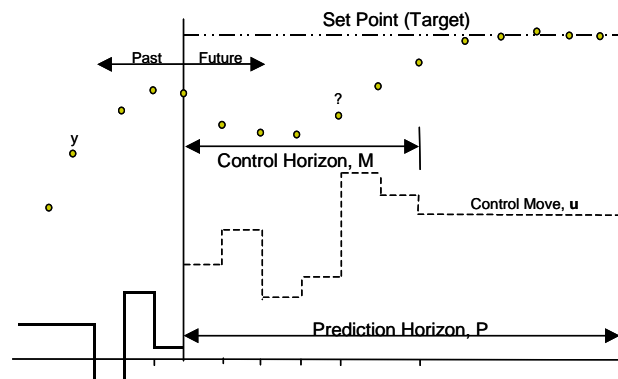 Set Point (Target)
Past
Future
?
y
Control Horizon, M
Control Move, u
Prediction Horizon, P